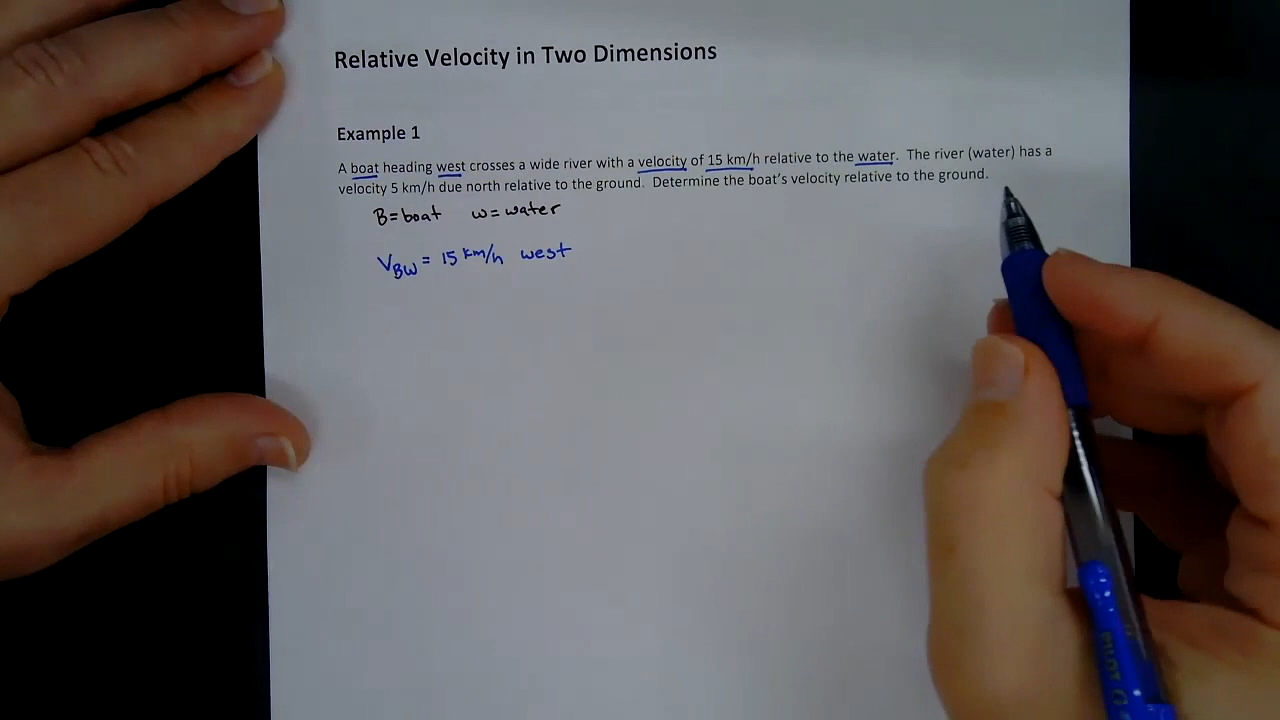 Relative Velocity in Two Dimensions
Example 1
A boat heading west crosses a wide river with a velocity of 15 km/h relative to the water. The river (water) has a
velocity 5 km/h due north relative to the ground. Determine the boat's velocity relative to the ground.
B=boat w=water
VBW = 15 km/h west
PILOT G